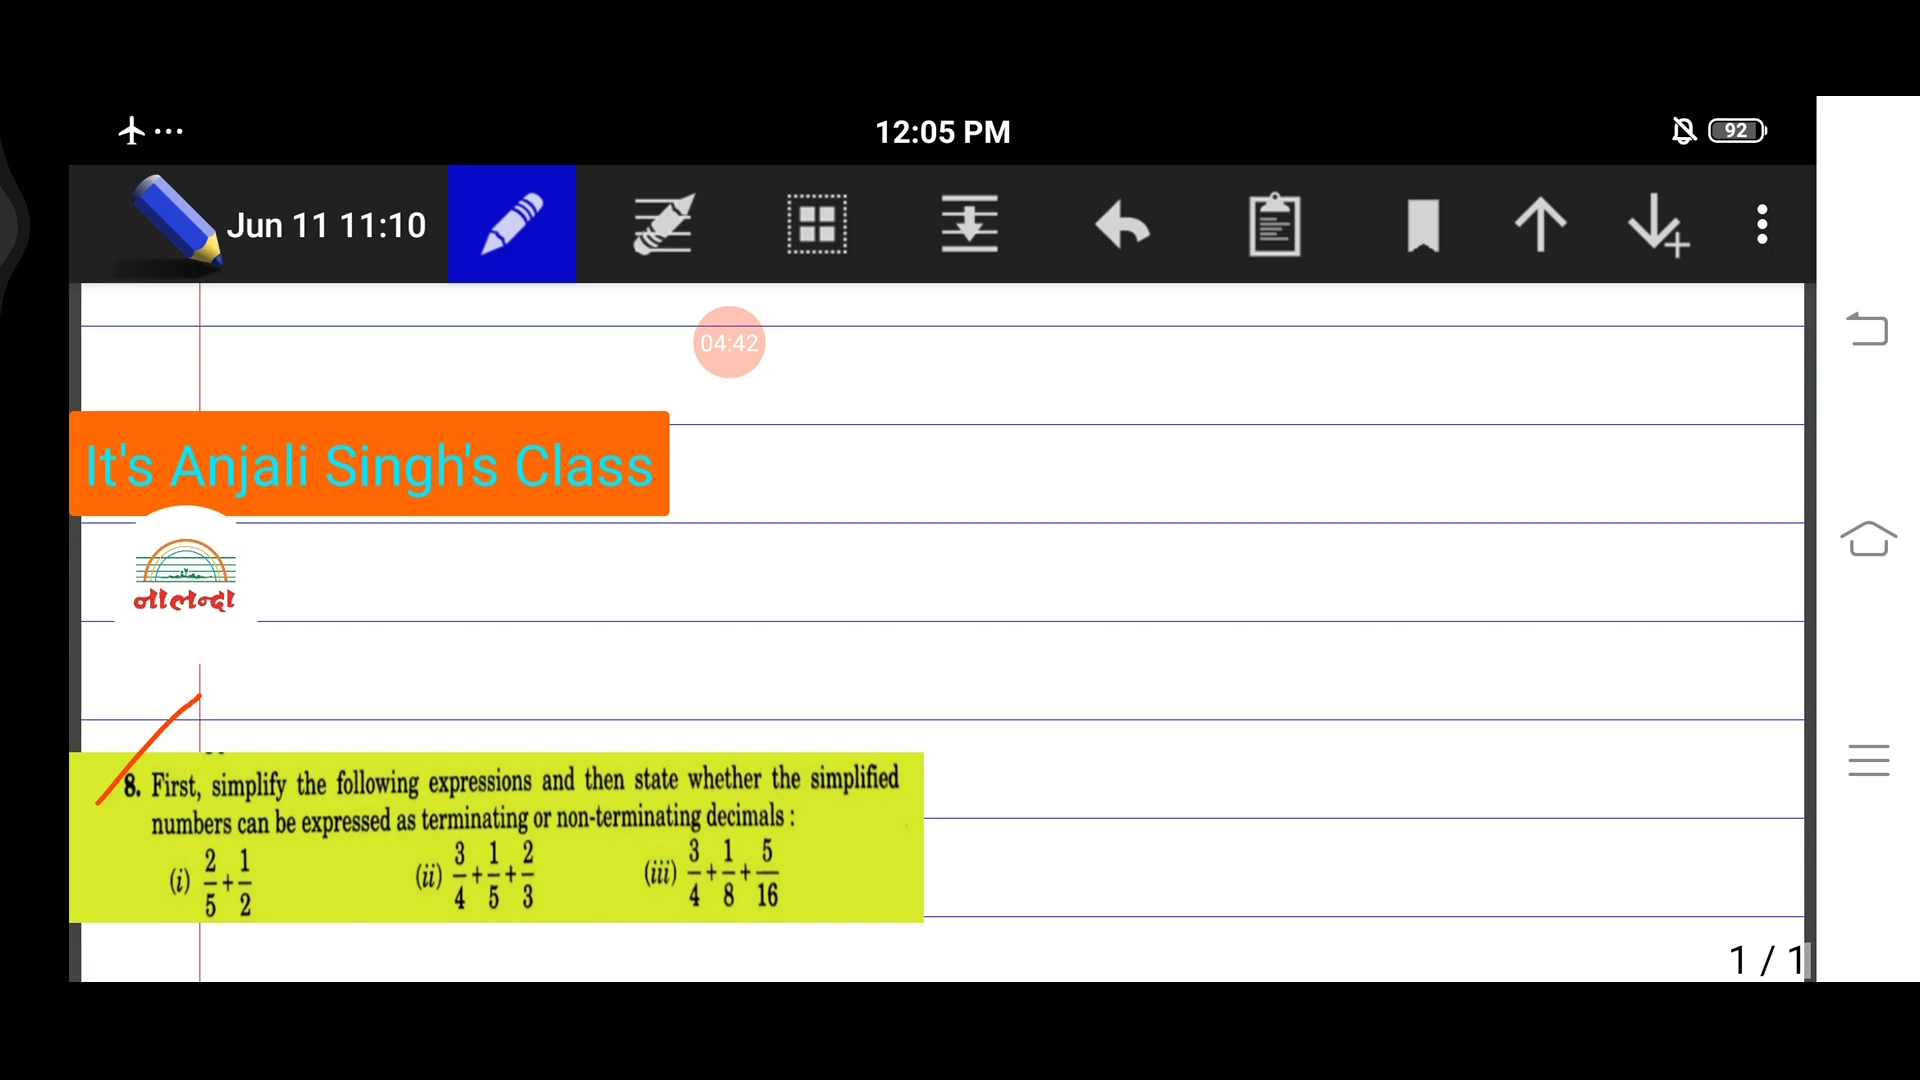 12:05 PM
92
Jun 11 11:10
04:42
It's Anjali Singh's Class
नालन्दा
8. First, simplify the following expressions and then state whether the simplified
numbers can be expressed as terminating or non-terminating decimals :
(i) 2/5 + 1/2 (ii) 3/4 + 1/5 + 2/3 (iii) 3/4 + 1/8 + 5/16
1 / 1